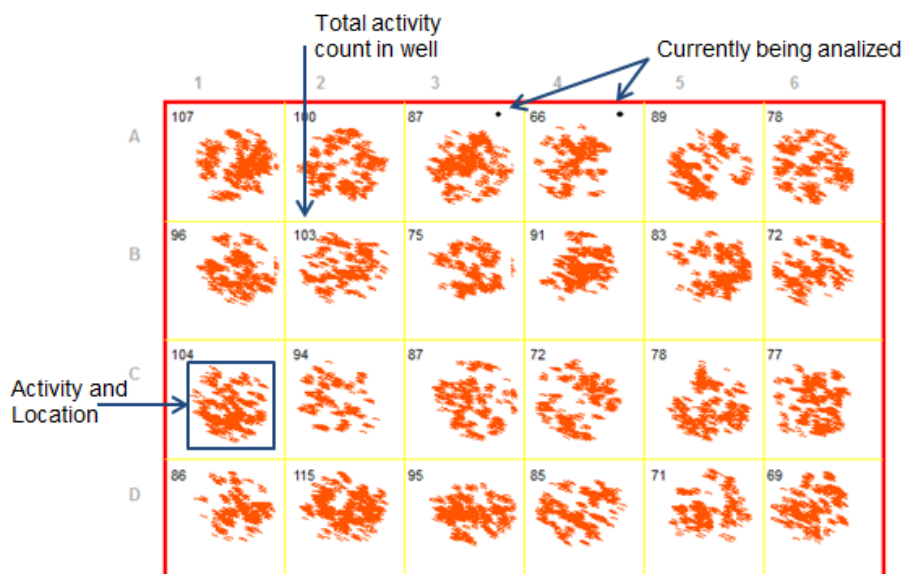 Total activity
count in well
Currently being analized
1 2 3 4 5 6
A
107 100 87 66 89 78
B
96 103 75 91 83 72
C
104 94 87 72 78 77
Activity and
Location
D
86 115 95 85 71 69